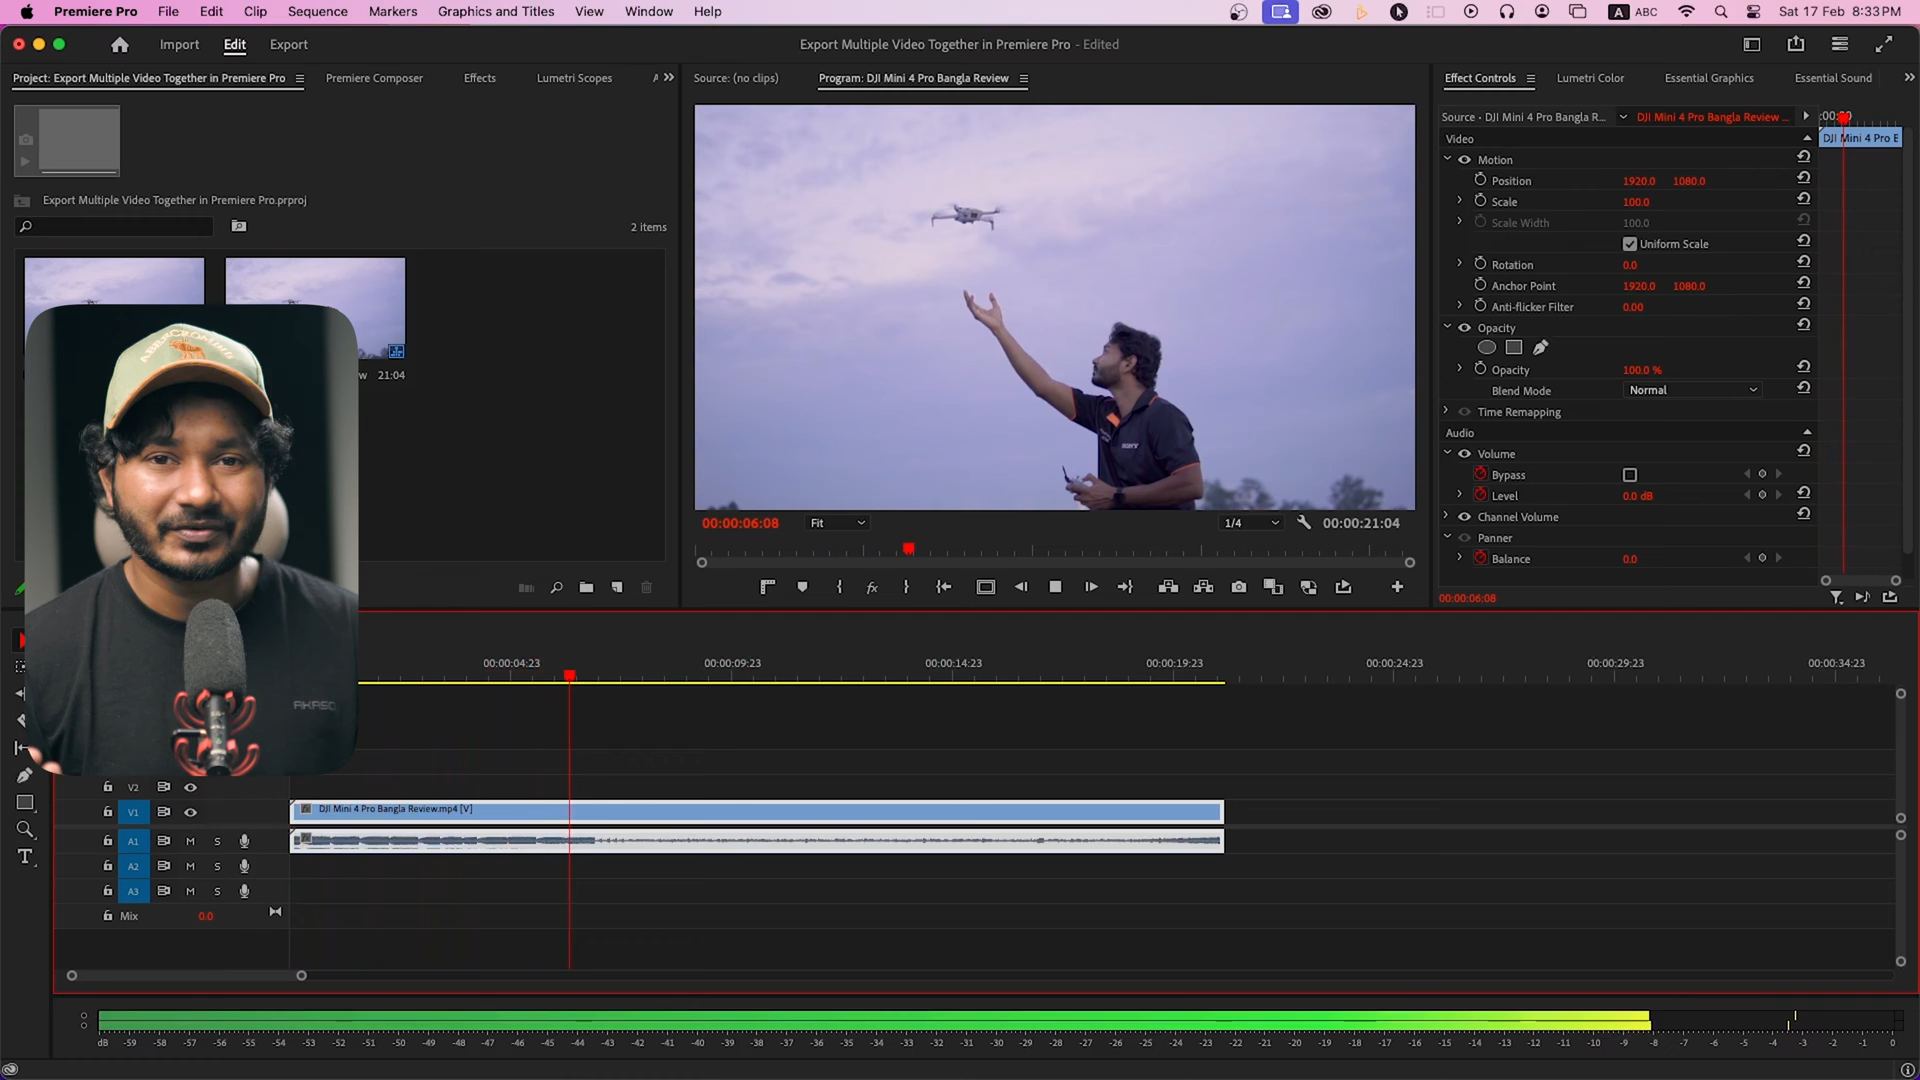 Premiere Pro File Edit Clip Sequence Markers Graphics and Titles View Window Help
A ABC Sat 17 Feb 8:33 PM
Import Edit Export
Export Multiple Video Together in Premiere Pro - Edited
Project: Export Multiple Video Together in Premiere Pro Premiere Composer Effects Lumetri Scopes
Source: (no clips) Program: DJI Mini 4 Pro Bangla Review
Effect Controls Lumetri Color Essential Graphics Essential Sound
Source · DJI Mini 4 Pro Bangla R... DJI Mini 4 Pro Bangla Review ...
DJI Mini 4 Pro E
Export Multiple Video Together in Premiere Pro.prproj
2 items
w 21:04
ABERCROMBIE
AKASO
SONY
Video
Motion
Position 1920.0 1080.0
Scale 100.0
Scale Width 100.0
Uniform Scale
Rotation 0.0
Anchor Point 1920.0 1080.0
Anti-flicker Filter 0.00
Opacity
Opacity 100.0 %
Blend Mode Normal
Time Remapping
Audio
Volume
Bypass
Level 0.0 dB
Channel Volume
Panner
Balance 0.0
00:00:06:08
00:00:06:08 Fit 1/4 00:00:21:04
00:00:04:23 00:00:09:23 00:00:14:23 00:00:19:23 00:00:24:23 00:00:29:23 00:00:34:23
V2
V1 DJI Mini 4 Pro Bangla Review.mp4 [V]
A1 M S
A2 M S
A3 M S
Mix 0.0
dB -59 -56 -55 -54 -53 -52 -51 -50 -49 -48 -47 -46 -45 -44 -43 -42 -41 -40 -39 -38 -37 -36 -35 -34 -33 -32 -31 -30 -29 -28 -27 -26 -25 -24 -23 -22 -21 -20 -19 -18 -17 -16 -15 -14 -13 -12 -11 -10 -9 -8 -7 -6 -5 -4 -3 -2 -1 0